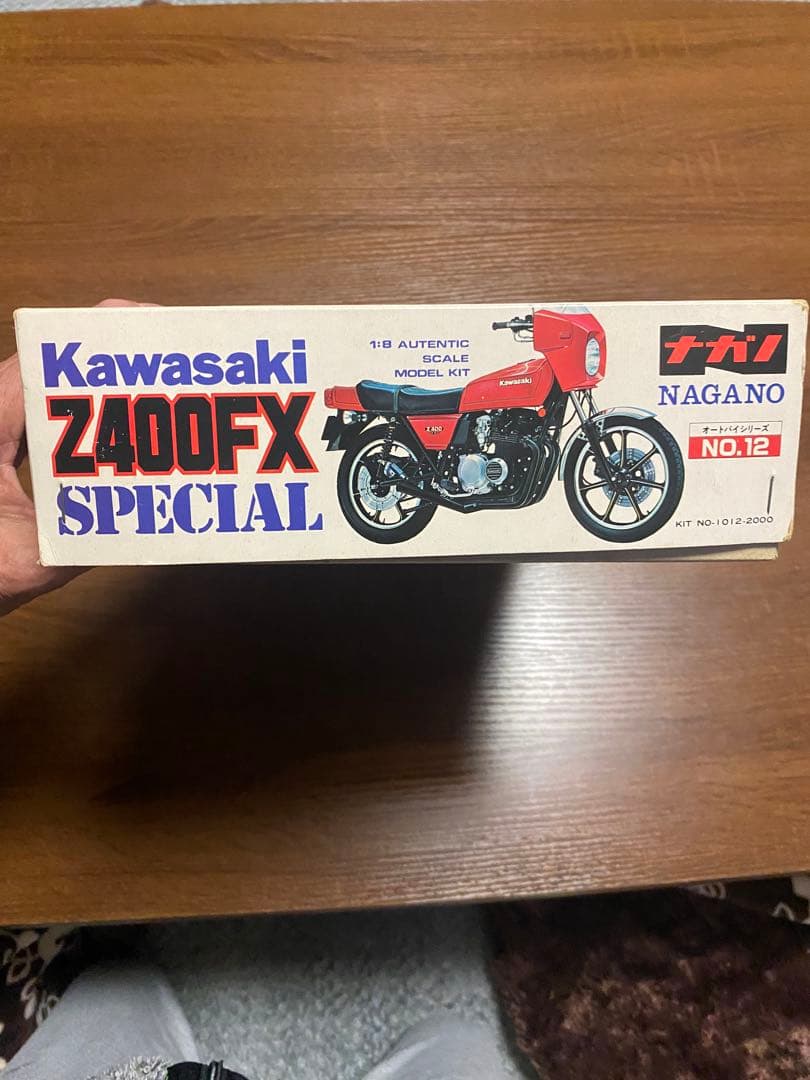 Kawasaki
Z400FX
SPECIAL
1:8 AUTENTIC
SCALE
MODEL KIT
Kawasaki
Z400
ナガノ
NAGANO
オートバイシリーズ
NO.12
KIT NO-1012-2000